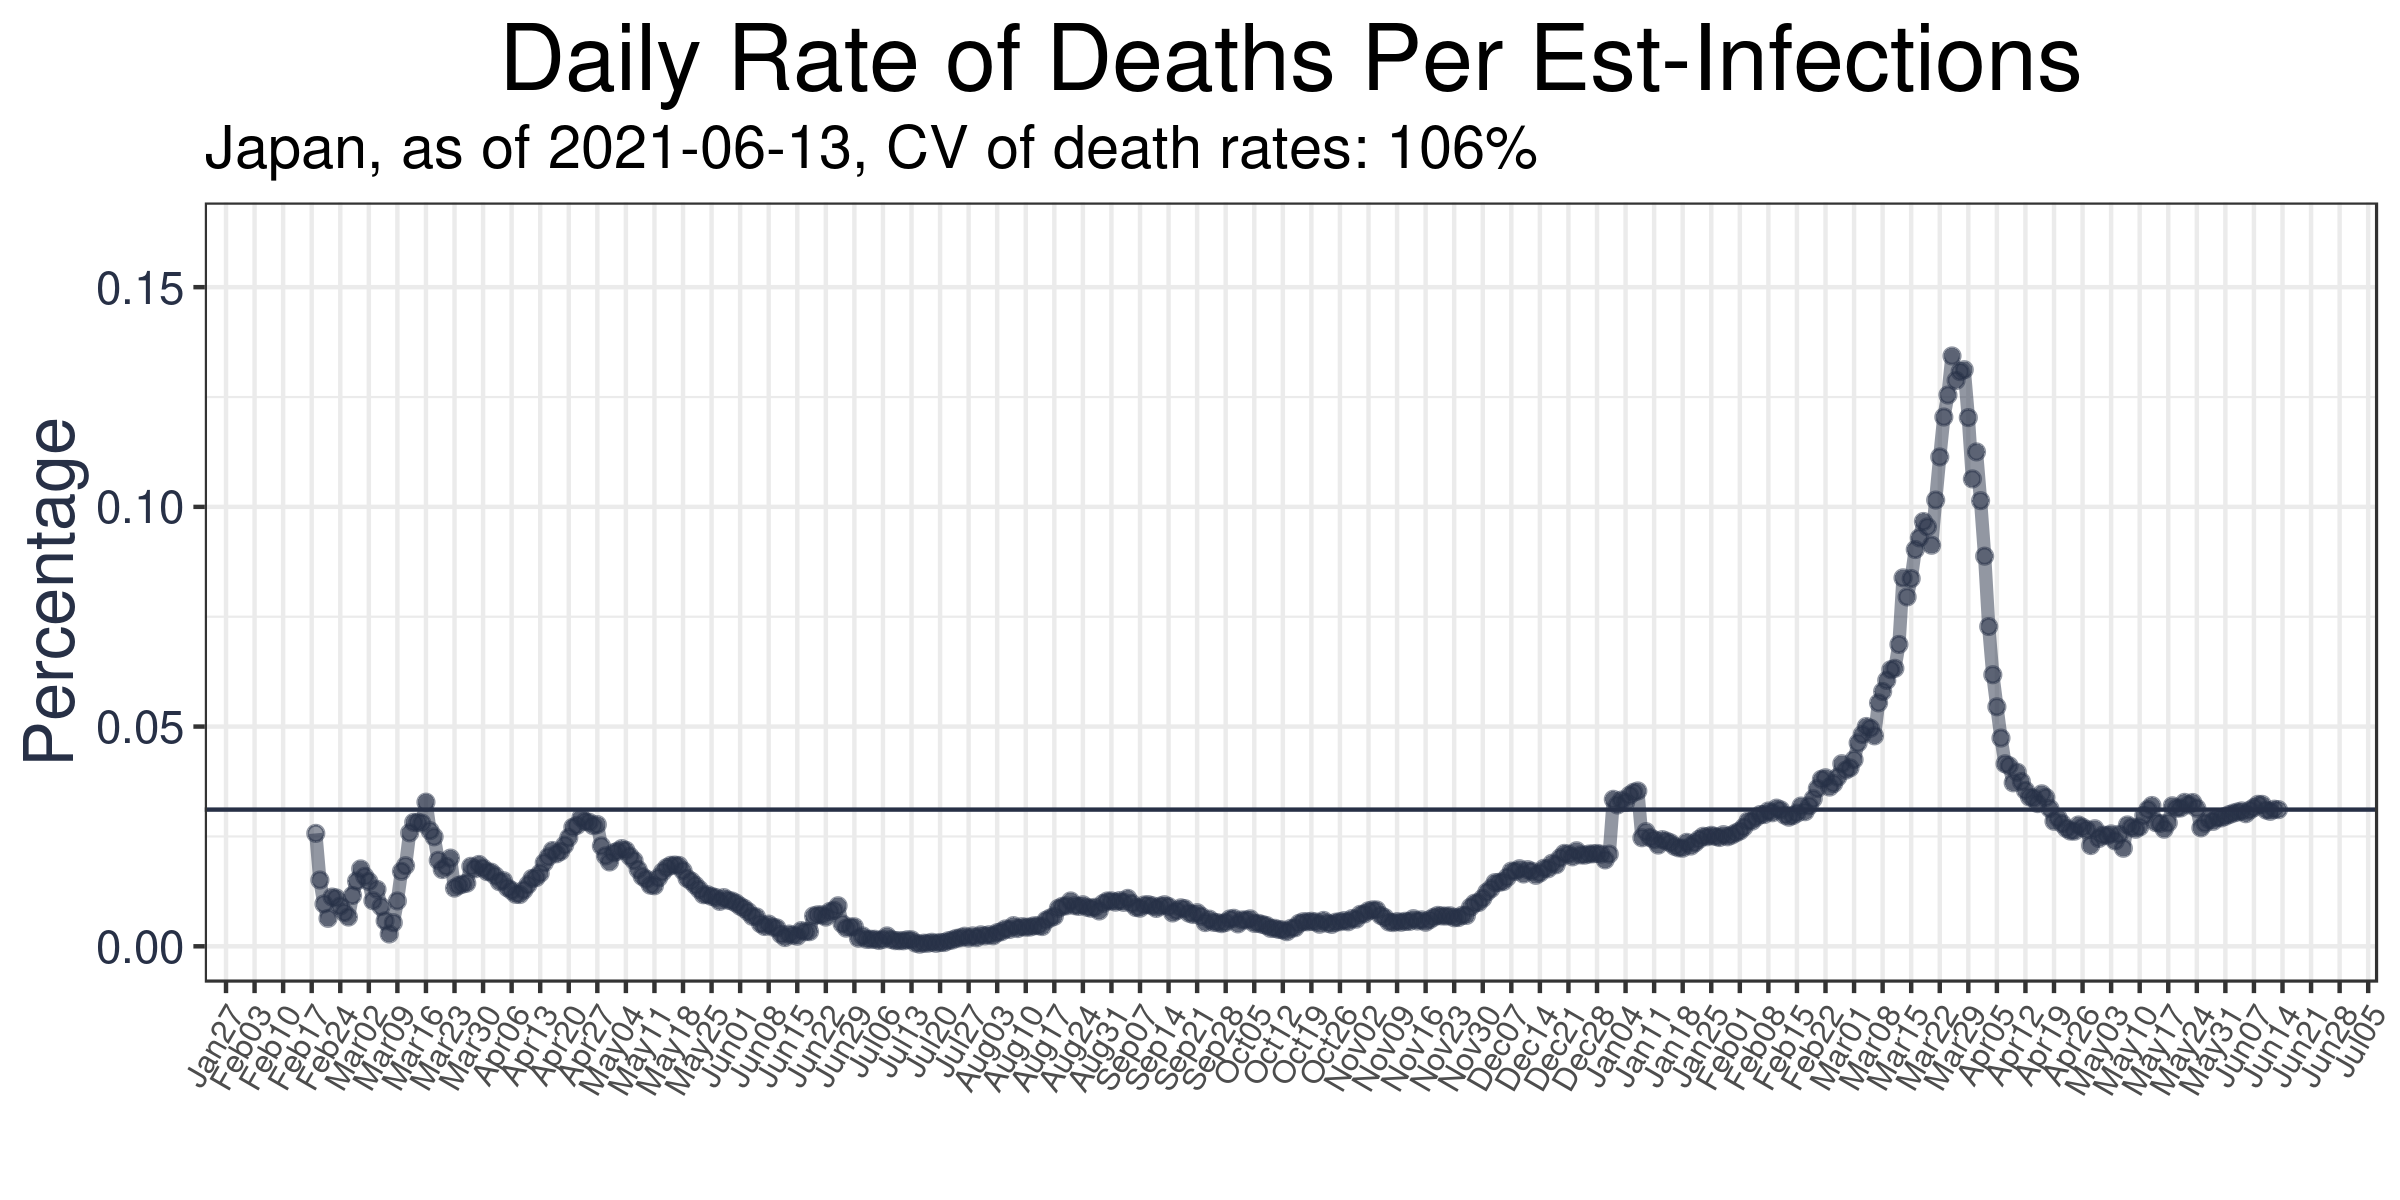 Daily Rate of Deaths Per Est-Infections
Japan, as of 2021-06-13, CV of death rates: 106%
Percentage
0.15
0.10
0.05
0.00
Jan27
Feb03
Feb10
Feb17
Feb24
Mar02
Mar09
Mar16
Mar23
Mar30
Apr06
Apr13
Apr20
Apr27
May04
May11
May18
May25
Jun01
Jun08
Jun15
Jun22
Jun29
Jul06
Jul13
Jul20
Jul27
Aug03
Aug10
Aug17
Aug24
Aug31
Sep07
Sep14
Sep21
Sep28
Oct05
Oct12
Oct19
Oct26
Nov02
Nov09
Nov16
Nov23
Nov30
Dec07
Dec14
Dec21
Dec28
Jan04
Jan11
Jan18
Jan25
Feb01
Feb08
Feb15
Feb22
Mar01
Mar08
Mar15
Mar22
Mar29
Apr05
Apr12
Apr19
Apr26
May03
May10
May17
May24
May31
Jun07
Jun14
Jun21
Jun28
Jul05